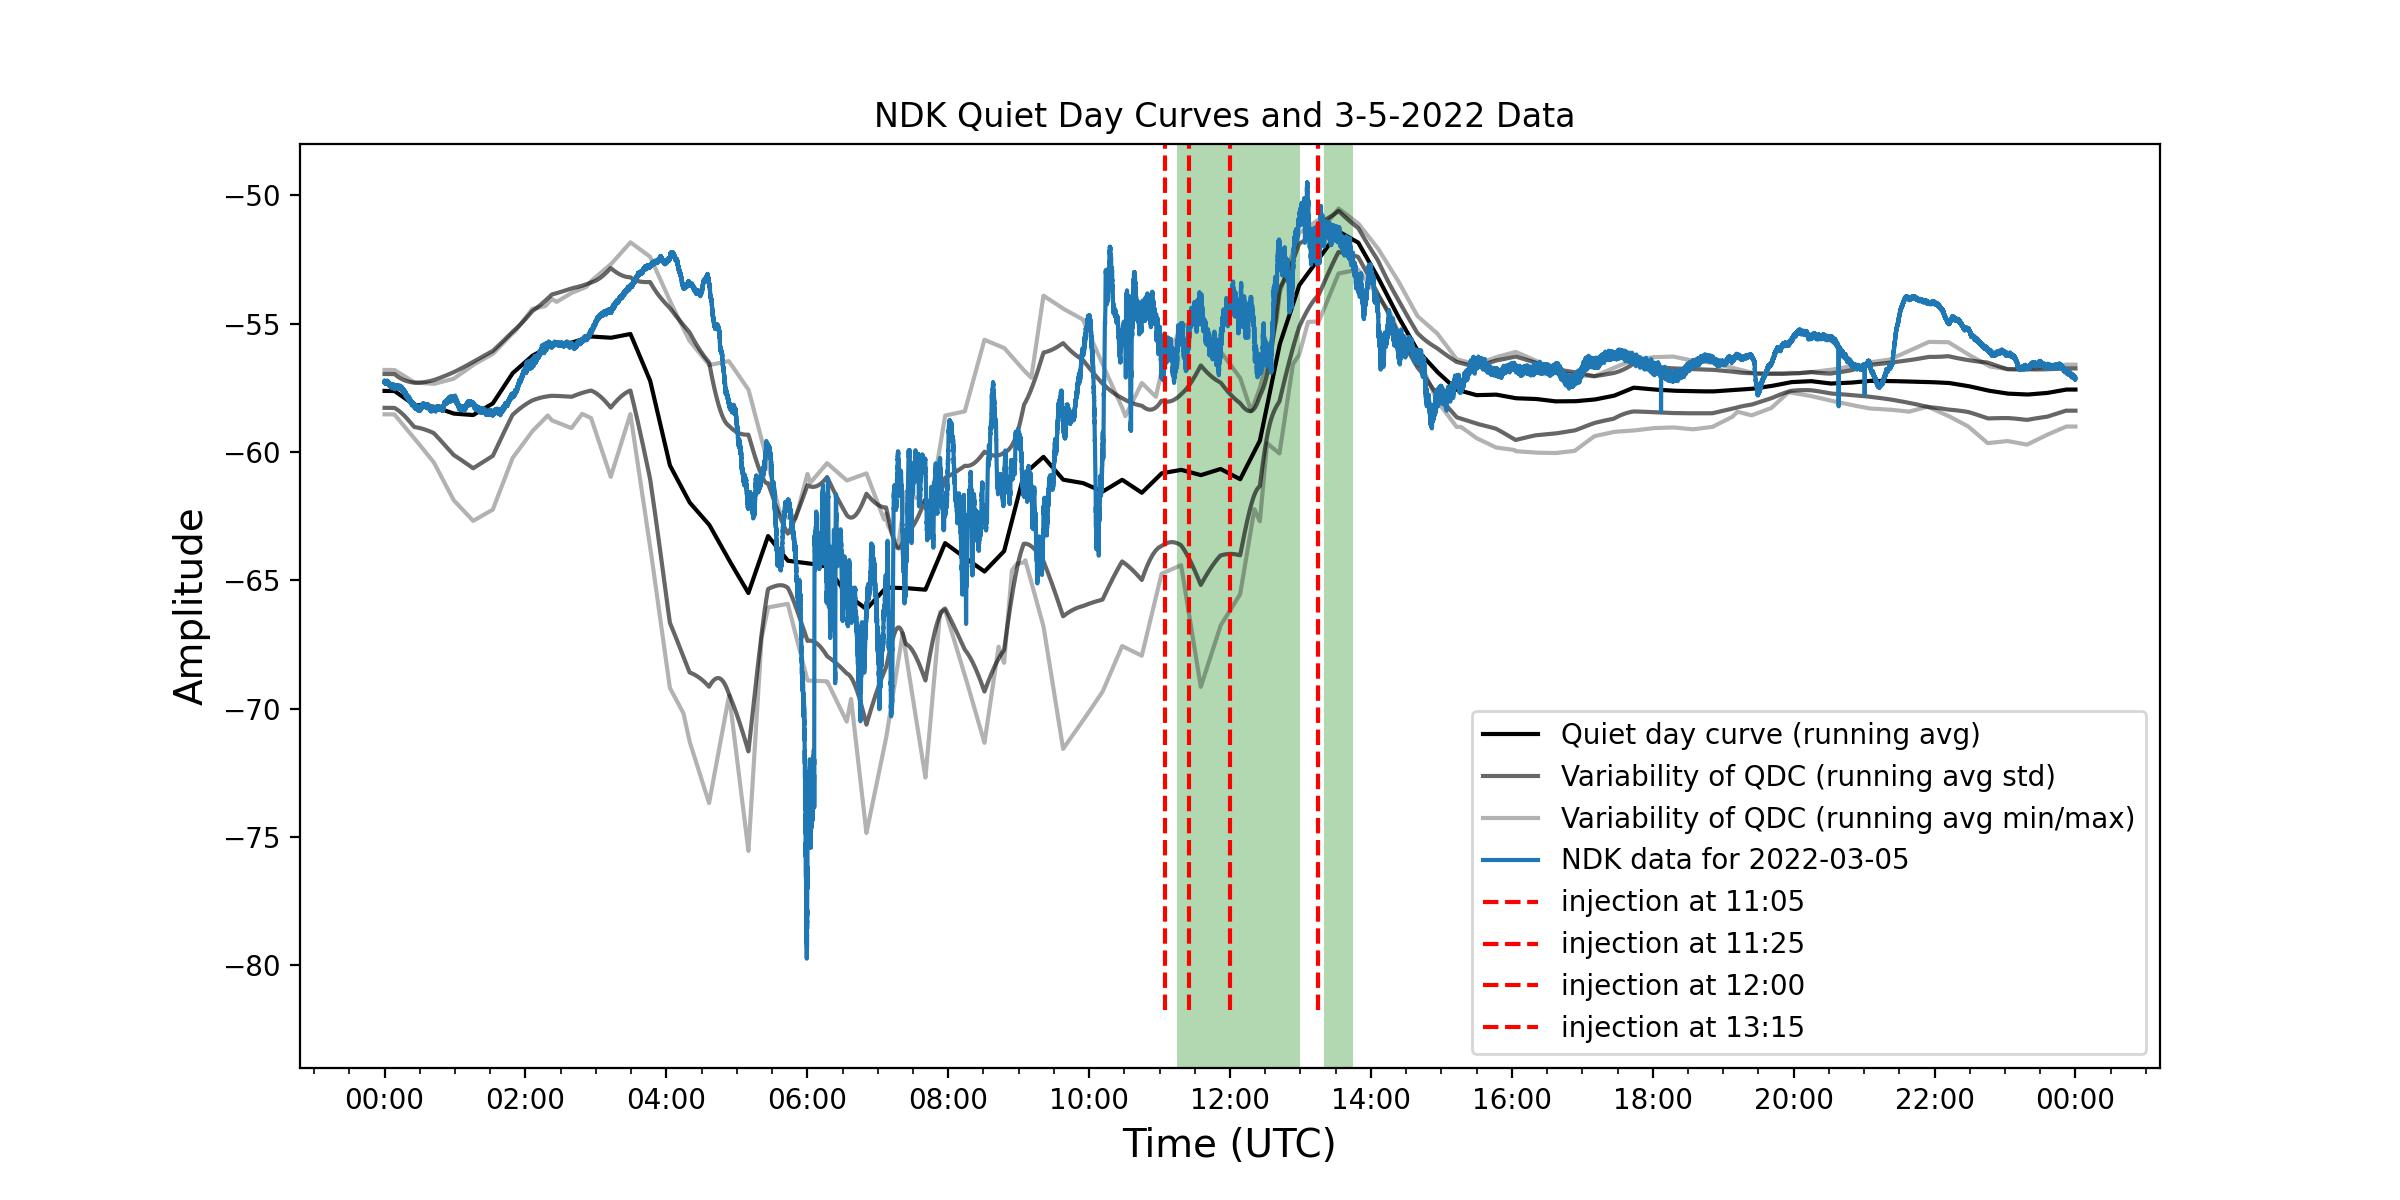 NDK Quiet Day Curves and 3-5-2022 Data
Amplitude
−50
−55
−60
−65
−70
−75
−80
Quiet day curve (running avg)
Variability of QDC (running avg std)
Variability of QDC (running avg min/max)
NDK data for 2022-03-05
injection at 11:05
injection at 11:25
injection at 12:00
injection at 13:15
00:00 02:00 04:00 06:00 08:00 10:00 12:00 14:00 16:00 18:00 20:00 22:00 00:00
Time (UTC)